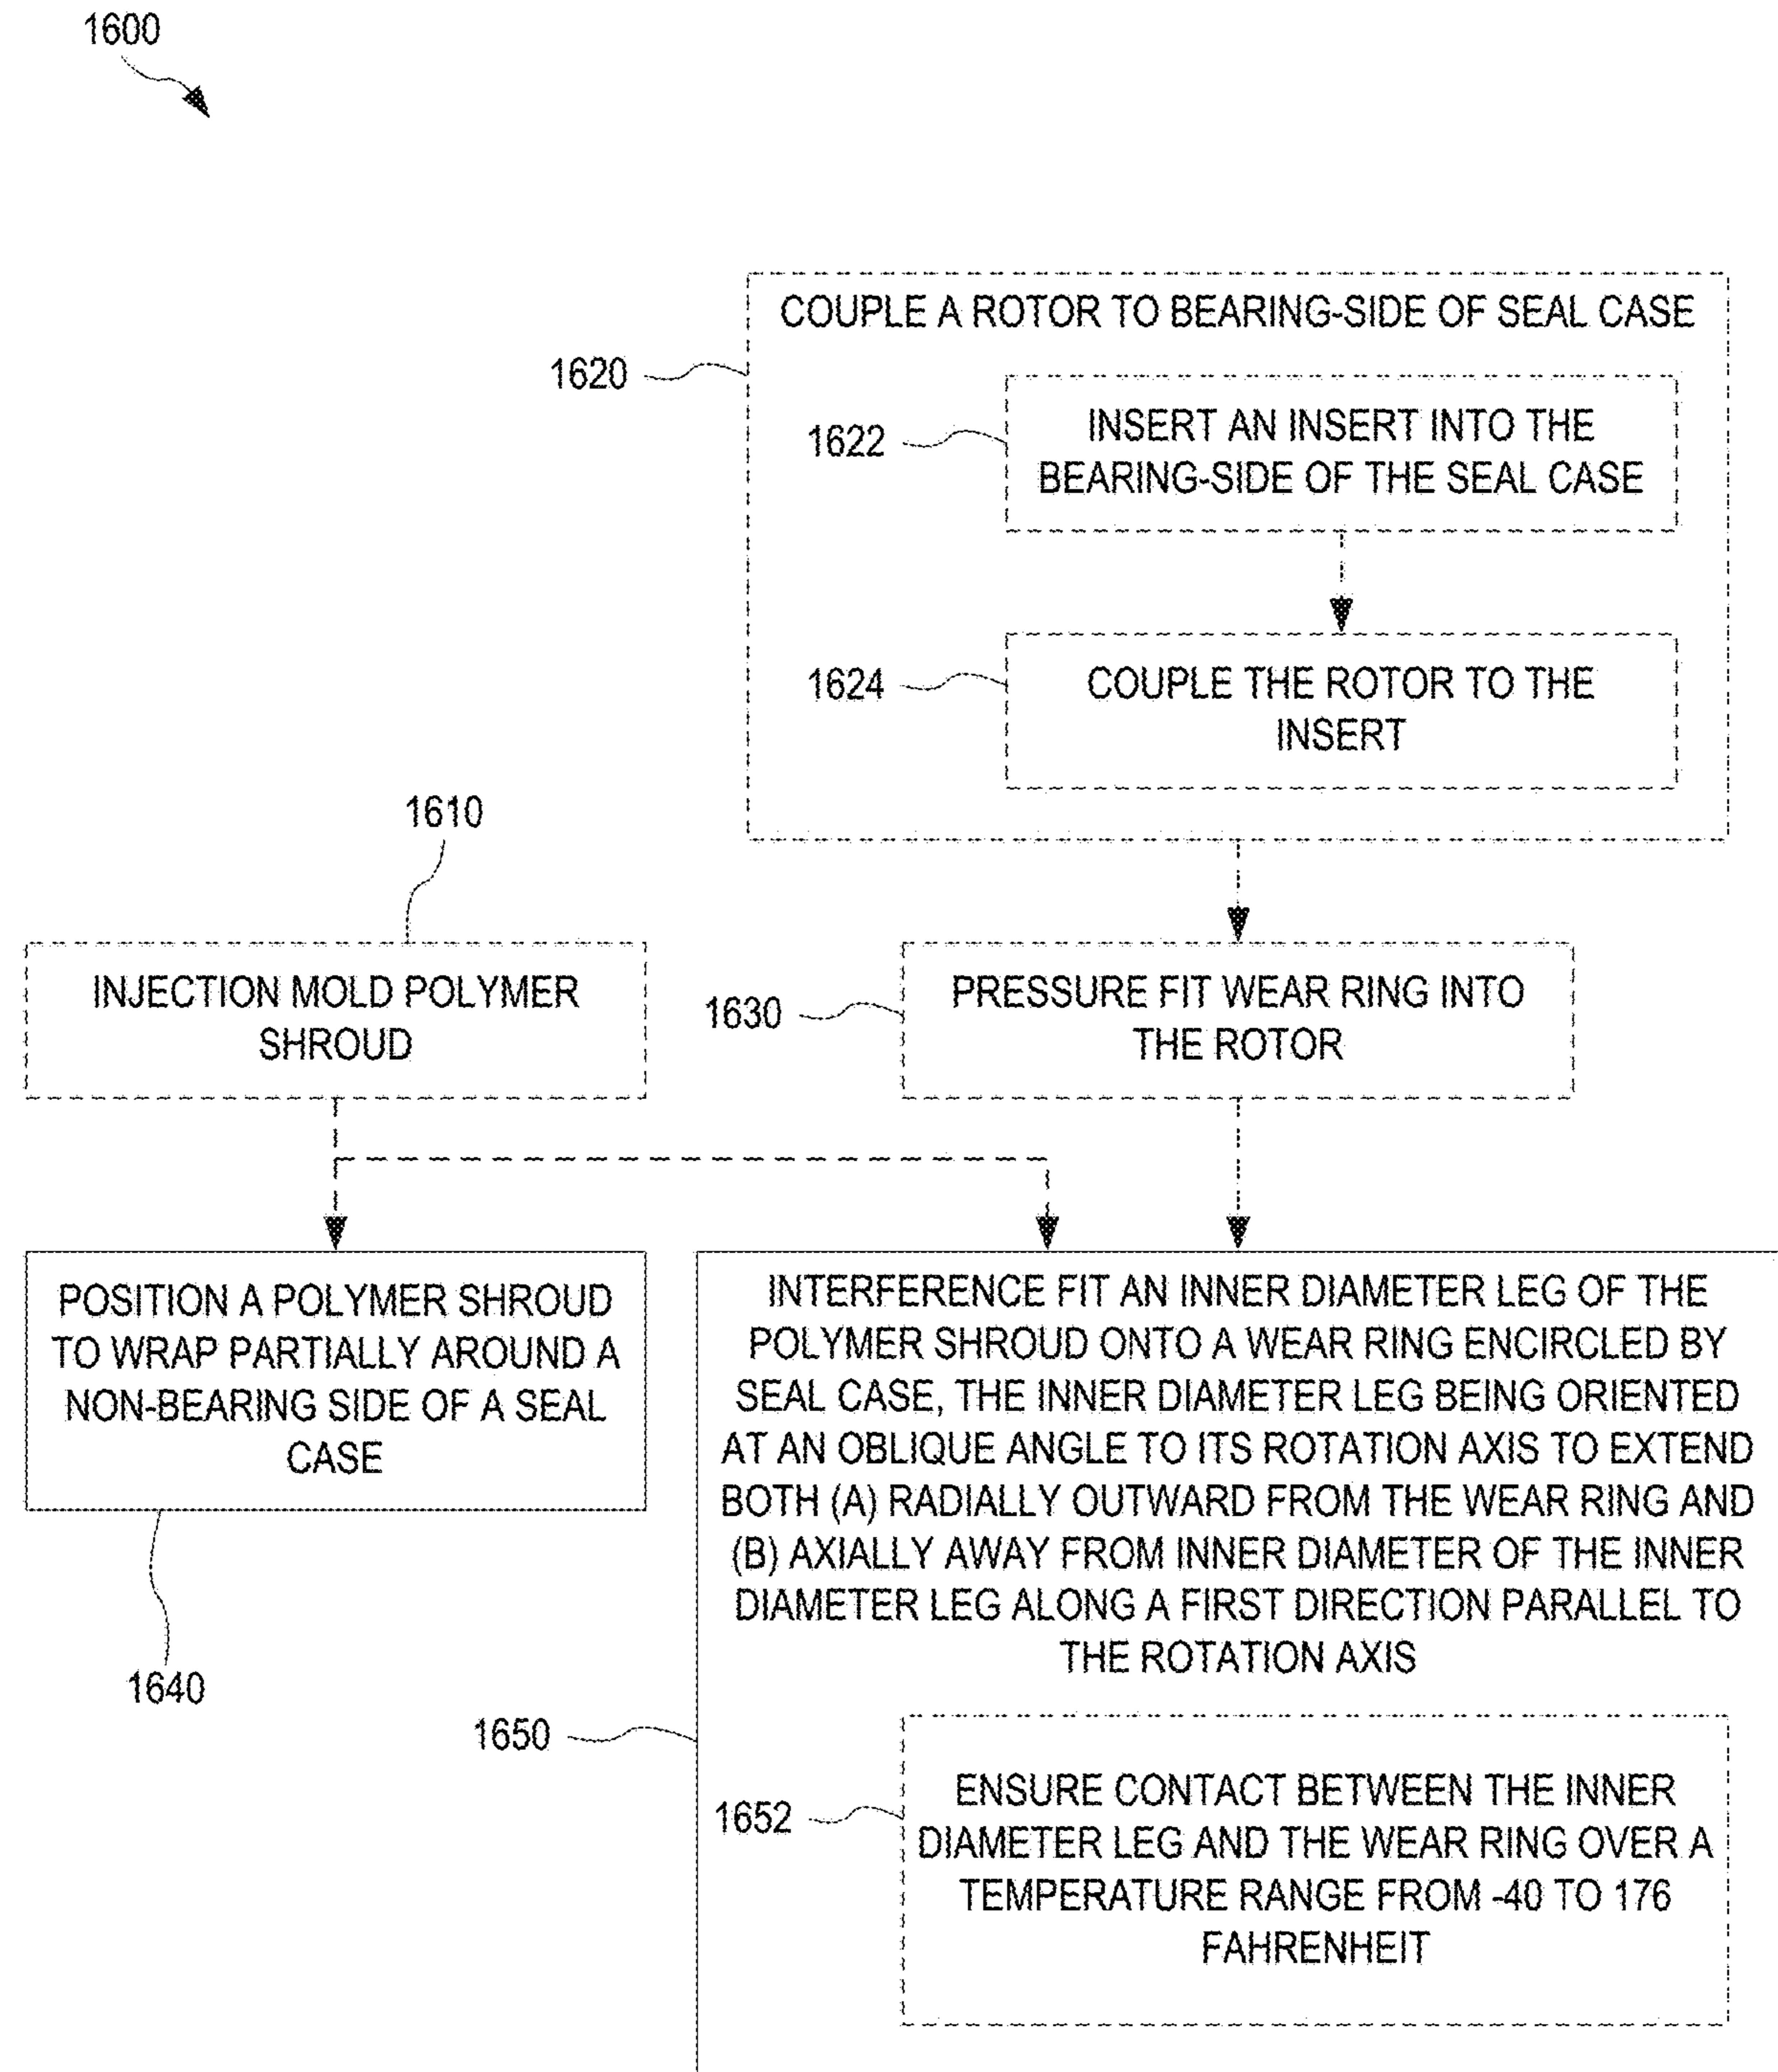 1600
COUPLE A ROTOR TO BEARING-SIDE OF SEAL CASE
1620
INSERT AN INSERT INTO THE
BEARING-SIDE OF THE SEAL CASE
1622
COUPLE THE ROTOR TO THE
INSERT
1624
1610
INJECTION MOLD POLYMER
SHROUD
1630
PRESSURE FIT WEAR RING INTO
THE ROTOR
POSITION A POLYMER SHROUD
TO WRAP PARTIALLY AROUND A
NON-BEARING SIDE OF A SEAL
CASE
1640
INTERFERENCE FIT AN INNER DIAMETER LEG OF THE
POLYMER SHROUD ONTO A WEAR RING ENCIRCLED BY
SEAL CASE, THE INNER DIAMETER LEG BEING ORIENTED
AT AN OBLIQUE ANGLE TO ITS ROTATION AXIS TO EXTEND
BOTH (A) RADIALLY OUTWARD FROM THE WEAR RING AND
(B) AXIALLY AWAY FROM INNER DIAMETER OF THE INNER
DIAMETER LEG ALONG A FIRST DIRECTION PARALLEL TO
THE ROTATION AXIS
1650
1652
ENSURE CONTACT BETWEEN THE INNER
DIAMETER LEG AND THE WEAR RING OVER A
TEMPERATURE RANGE FROM -40 TO 176
FAHRENHEIT